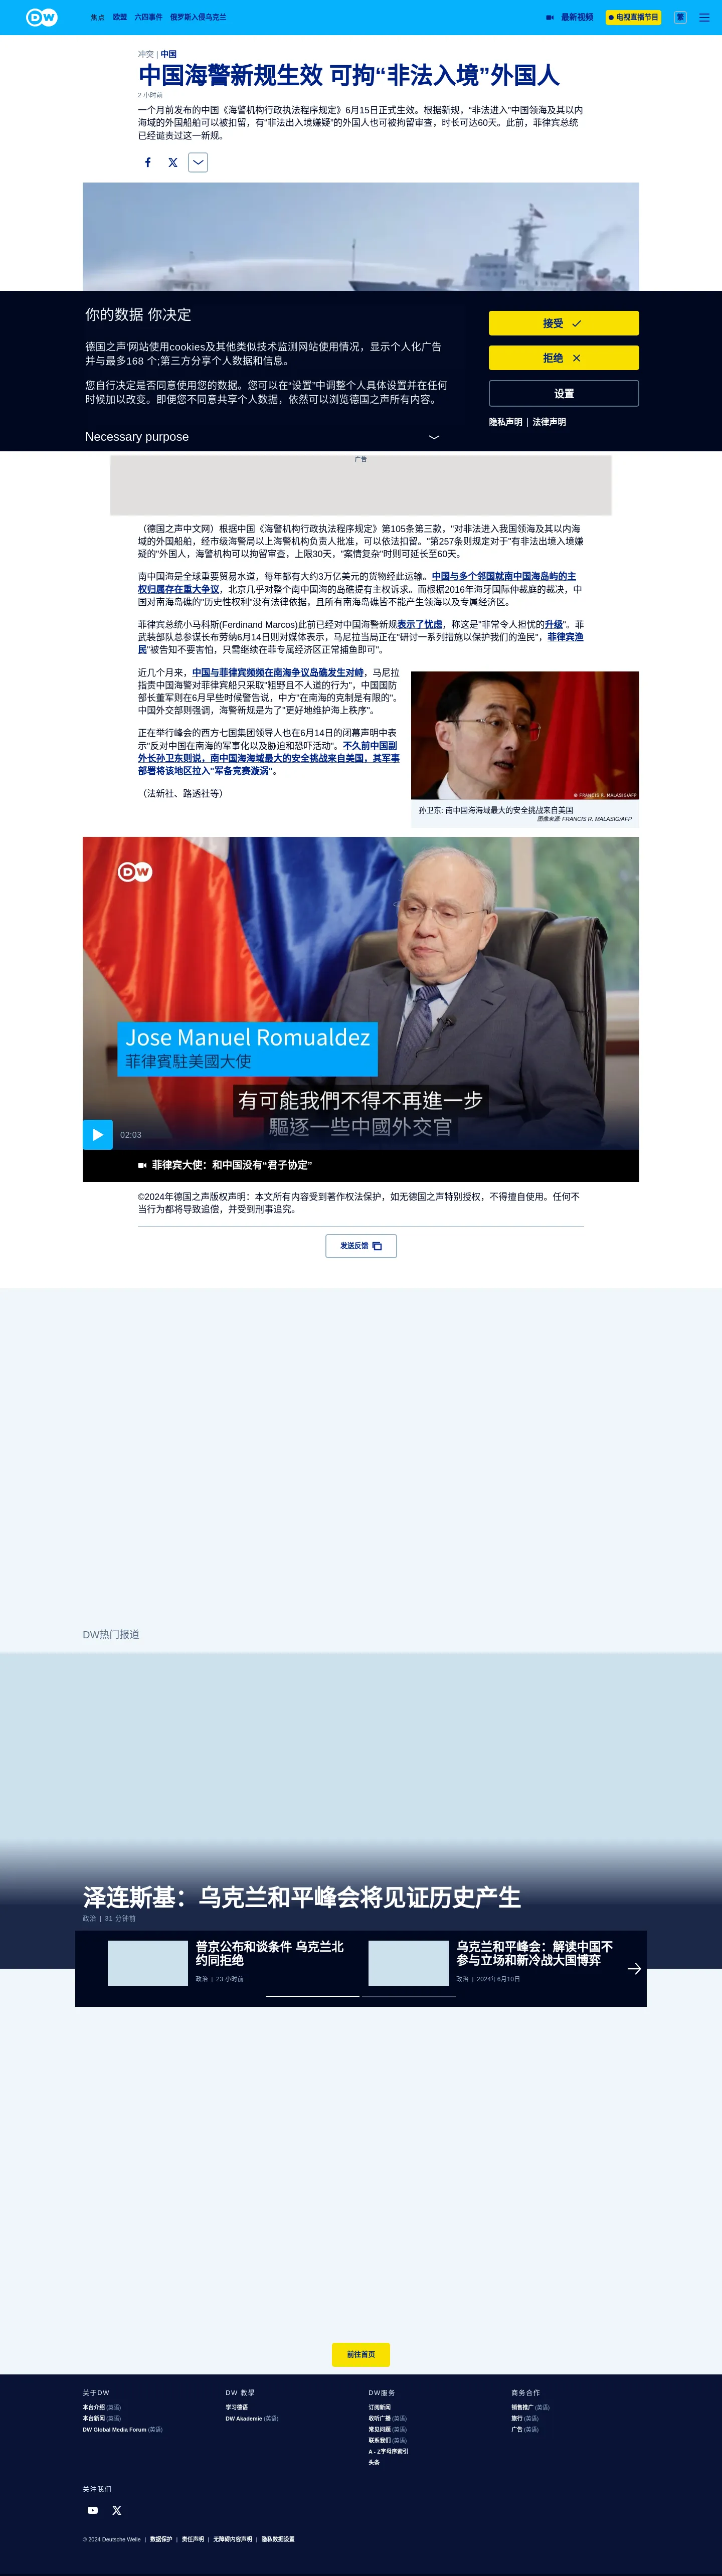 DW
焦点 欧盟 六四事件 俄罗斯入侵乌克兰
最新视频 电视直播节目 繁
冲突 | 中国
中国海警新规生效 可拘“非法入境”外国人
2 小时前
一个月前发布的中国《海警机构行政执法程序规定》6月15日正式生效。根据新规，“非法进入”中国领海及其以内
海域的外国船舶可以被扣留，有“非法出入境嫌疑”的外国人也可被拘留审查，时长可达60天。此前，菲律宾总统
已经谴责过这一新规。
你的数据 你决定
德国之声'网站使用cookies及其他类似技术监测网站使用情况，显示个人化广告
并与最多168 个;第三方分享个人数据和信息。
您自行决定是否同意使用您的数据。您可以在“设置”中调整个人具体设置并在任何
时候加以改变。即便您不同意共享个人数据，依然可以浏览德国之声所有内容。
Necessary purpose
接受
拒绝
设置
隐私声明 | 法律声明
广告
（德国之声中文网）根据中国《海警机构行政执法程序规定》第105条第三款，"对非法进入我国领海及其以内海
域的外国船舶，经市级海警局以上海警机构负责人批准，可以依法扣留。"第257条则规定对于"有非法出境入境嫌
疑的"外国人，海警机构可以拘留审查，上限30天，"案情复杂"时则可延长至60天。
南中国海是全球重要贸易水道，每年都有大约3万亿美元的货物经此运输。中国与多个邻国就南中国海岛屿的主
权归属存在重大争议，北京几乎对整个南中国海的岛礁提有主权诉求。而根据2016年海牙国际仲裁庭的裁决，中
国对南海岛礁的"历史性权利"没有法律依据，且所有南海岛礁皆不能产生领海以及专属经济区。
菲律宾总统小马科斯(Ferdinand Marcos)此前已经对中国海警新规表示了忧虑，称这是"非常令人担忧的升级"。菲
武装部队总参谋长布劳纳6月14日则对媒体表示，马尼拉当局正在"研讨一系列措施以保护我们的渔民"，菲律宾渔
民"被告知不要害怕，只需继续在菲专属经济区正常捕鱼即可"。
近几个月来，中国与菲律宾频频在南海争议岛礁发生对峙，马尼拉
指责中国海警对菲律宾船只采取"粗野且不人道的行为"，中国国防
部长董军则在6月早些时候警告说，中方"在南海的克制是有限的"。
中国外交部则强调，海警新规是为了"更好地维护海上秩序"。
正在举行峰会的西方七国集团领导人也在6月14日的闭幕声明中表
示"反对中国在南海的军事化以及胁迫和恐吓活动"。不久前中国副
外长孙卫东则说，南中国海海域最大的安全挑战来自美国，其军事
部署将该地区拉入"军备竞赛漩涡"。
（法新社、路透社等）
FRANCIS R. MALASIG/AFP
孙卫东: 南中国海海域最大的安全挑战来自美国
图像来源: FRANCIS R. MALASIG/AFP
DW
Jose Manuel Romualdez
菲律賓駐美國大使
有可能我們不得不再進一步
驅逐一些中國外交官
02:03
菲律宾大使：和中国没有“君子协定”
©2024年德国之声版权声明：本文所有内容受到著作权法保护，如无德国之声特别授权，不得擅自使用。任何不
当行为都将导致追偿，并受到刑事追究。
发送反馈
DW热门报道
泽连斯基：乌克兰和平峰会将见证历史产生
政治 | 31 分钟前
普京公布和谈条件 乌克兰北
约同拒绝
政治 | 23 小时前
乌克兰和平峰会：解读中国不
参与立场和新冷战大国博弈
政治 | 2024年6月10日
前往首页
关于DW
本台介绍 (英语)
本台新闻 (英语)
DW Global Media Forum (英语)
DW 教學
学习德语
DW Akademie (英语)
DW服务
订阅新闻
收听广播 (英语)
常见问题 (英语)
联系我们 (英语)
A - Z字母序索引
头条
商务合作
销售推广 (英语)
旅行 (英语)
广告 (英语)
关注我们
© 2024 Deutsche Welle | 数据保护 | 责任声明 | 无障碍内容声明 | 隐私数据设置